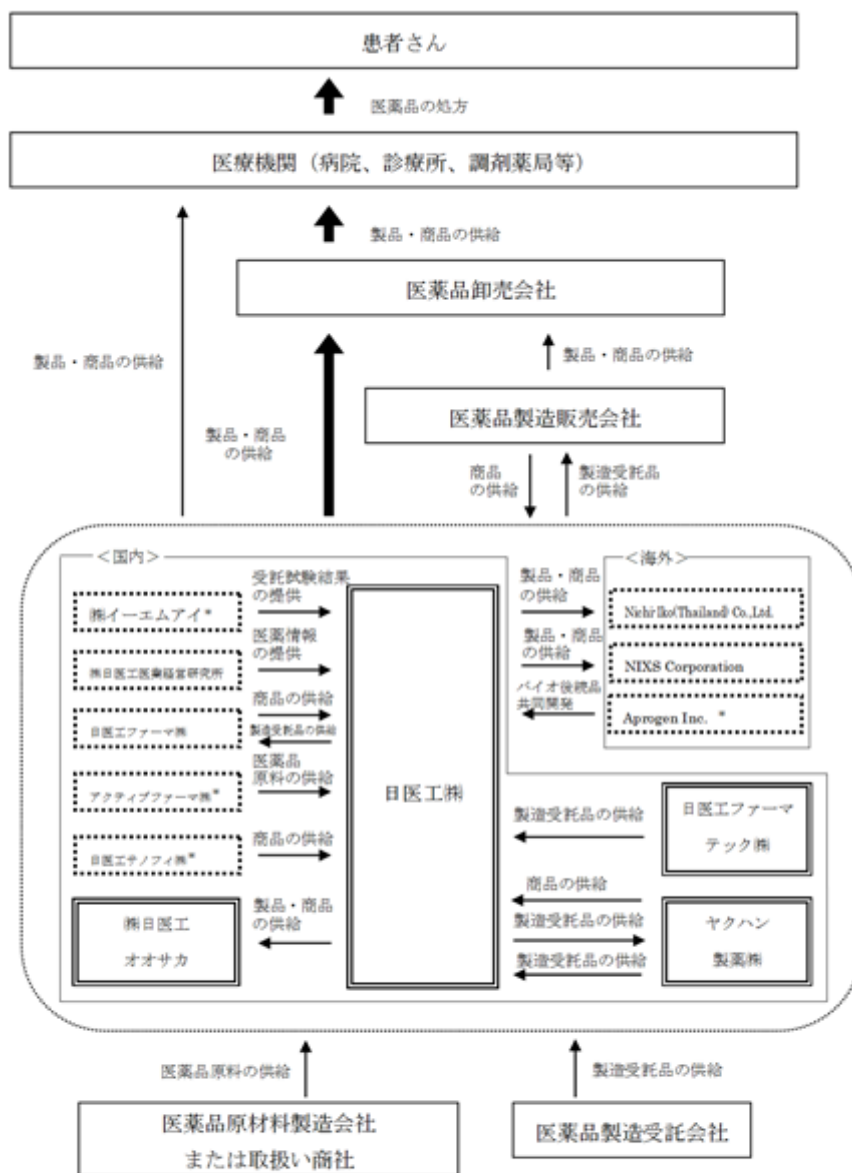 患者さん
医薬品の処方
医療機関（病院、診療所、調剤薬局等）
製品・商品の供給
医薬品卸売会社
製品・商品の供給
製品・商品の供給
医薬品製造販売会社
製品・商品
の供給
商品
の供給
製造受託品
の供給
＜国内＞
＜海外＞
㈱イーエムアイ*
受託試験結果
の提供
㈱日医工医業経営研究所
医薬情報
の提供
日医工ファーマ㈱
商品の供給
製造受託品の供給
アクティブファーマ㈱*
医薬品
原料の供給
日医工サノフィ㈱*
商品の供給
㈱日医工
オオサカ
製品・商品
の供給
日医工㈱
製品・商品
の供給
Nichi Iko(Thailand) Co.,Ltd.
製品・商品
の供給
NIXS Corporation
バイオ後続品
共同開発
Aprogen Inc. *
製造受託品の供給
日医工ファーマ
テック㈱
商品の供給
製造受託品の供給
製造受託品の供給
ヤクハン
製薬㈱
医薬品原料の供給
製造受託品の供給
医薬品原材料製造会社
または取扱い商社
医薬品製造受託会社